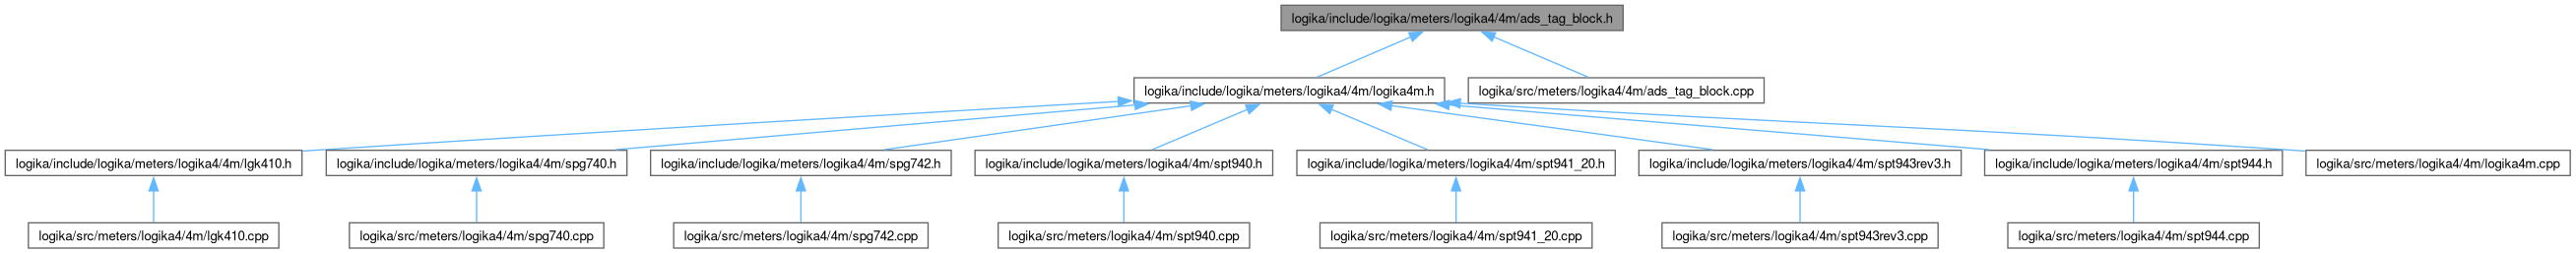 logika/include/logika/meters/logika4/4m/ads_tag_block.h
logika/include/logika/meters/logika4/4m/logika4m.h
logika/src/meters/logika4/4m/ads_tag_block.cpp
logika/include/logika/meters/logika4/4m/lgk410.h
logika/include/logika/meters/logika4/4m/spg740.h
logika/include/logika/meters/logika4/4m/spg742.h
logika/include/logika/meters/logika4/4m/spt940.h
logika/include/logika/meters/logika4/4m/spt941_20.h
logika/include/logika/meters/logika4/4m/spt943rev3.h
logika/include/logika/meters/logika4/4m/spt944.h
logika/src/meters/logika4/4m/logika4m.cpp
logika/src/meters/logika4/4m/lgk410.cpp
logika/src/meters/logika4/4m/spg740.cpp
logika/src/meters/logika4/4m/spg742.cpp
logika/src/meters/logika4/4m/spt940.cpp
logika/src/meters/logika4/4m/spt941_20.cpp
logika/src/meters/logika4/4m/spt943rev3.cpp
logika/src/meters/logika4/4m/spt944.cpp